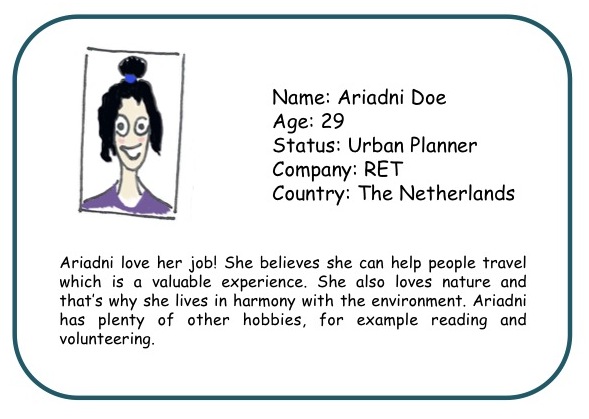 Name: Ariadni Doe
Age: 29
Status: Urban Planner
Company: RET
Country: The Netherlands
Ariadni love her job! She believes she can help people travel
which is a valuable experience. She also loves nature and
that's why she lives in harmony with the environment. Ariadni
has plenty of other hobbies, for example reading and
volunteering.